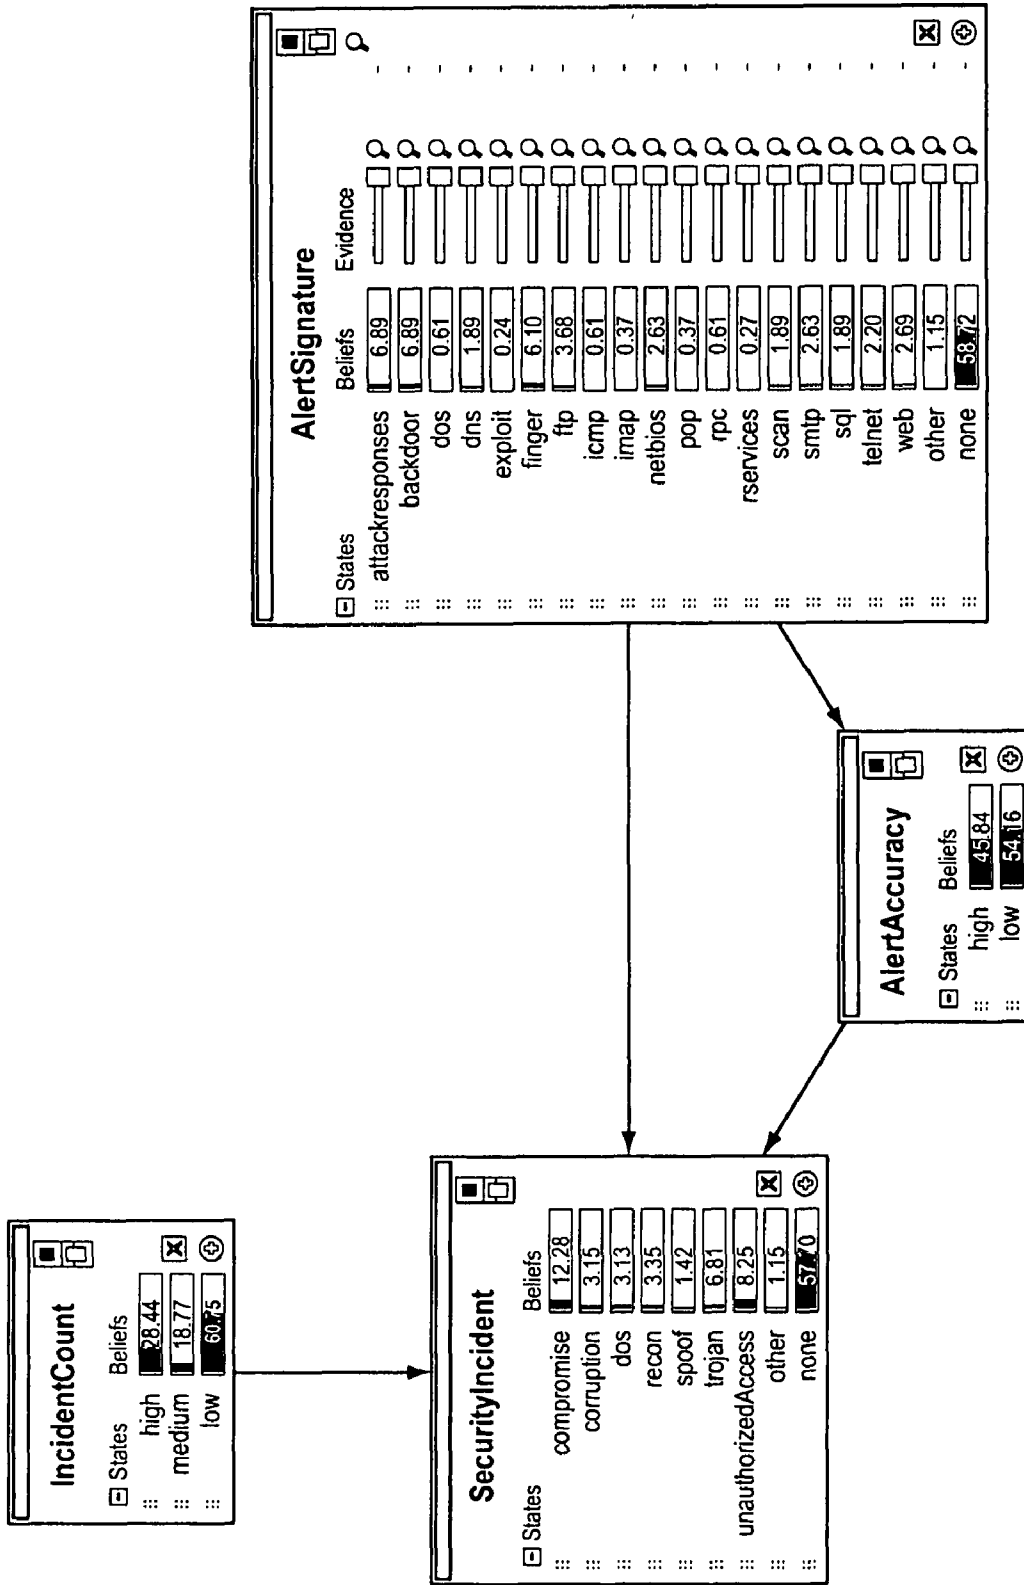 IncidentCount
States Beliefs
high 28.44
medium 18.77
low 60.75
SecurityIncident
States Beliefs
compromise 12.28
corruption 3.15
dos 3.13
recon 3.35
spoof 1.42
trojan 6.81
unauthorizedAccess 8.25
other 1.15
none 57.70
AlertAccuracy
States Beliefs
high 45.84
low 54.16
AlertSignature
States Beliefs Evidence
attackresponses 6.89
backdoor 6.89
dos 0.61
dns 1.89
exploit 0.24
finger 6.10
ftp 3.68
icmp 0.61
imap 0.37
netbios 2.63
pop 0.37
rpc 0.61
rservices 0.27
scan 1.89
smtp 2.63
sql 1.89
telnet 2.20
web 2.69
other 1.15
none 58.72